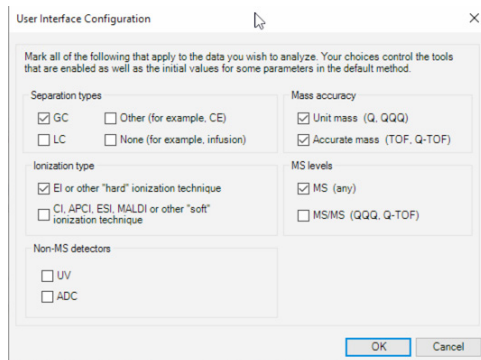 User Interface Configuration
Mark all of the following that apply to the data you wish to analyze. Your choices control the tools
that are enabled as well as the initial values for some parameters in the default method.
Separation types
GC
Other (for example, CE)
LC
None (for example, infusion)
Mass accuracy
Unit mass (Q, QQQ)
Accurate mass (TOF, Q-TOF)
Ionization type
EI or other "hard" ionization technique
CI, APCI, ESI, MALDI or other "soft"
ionization technique
MS levels
MS (any)
MS/MS (QQQ, Q-TOF)
Non-MS detectors
UV
ADC
OK
Cancel